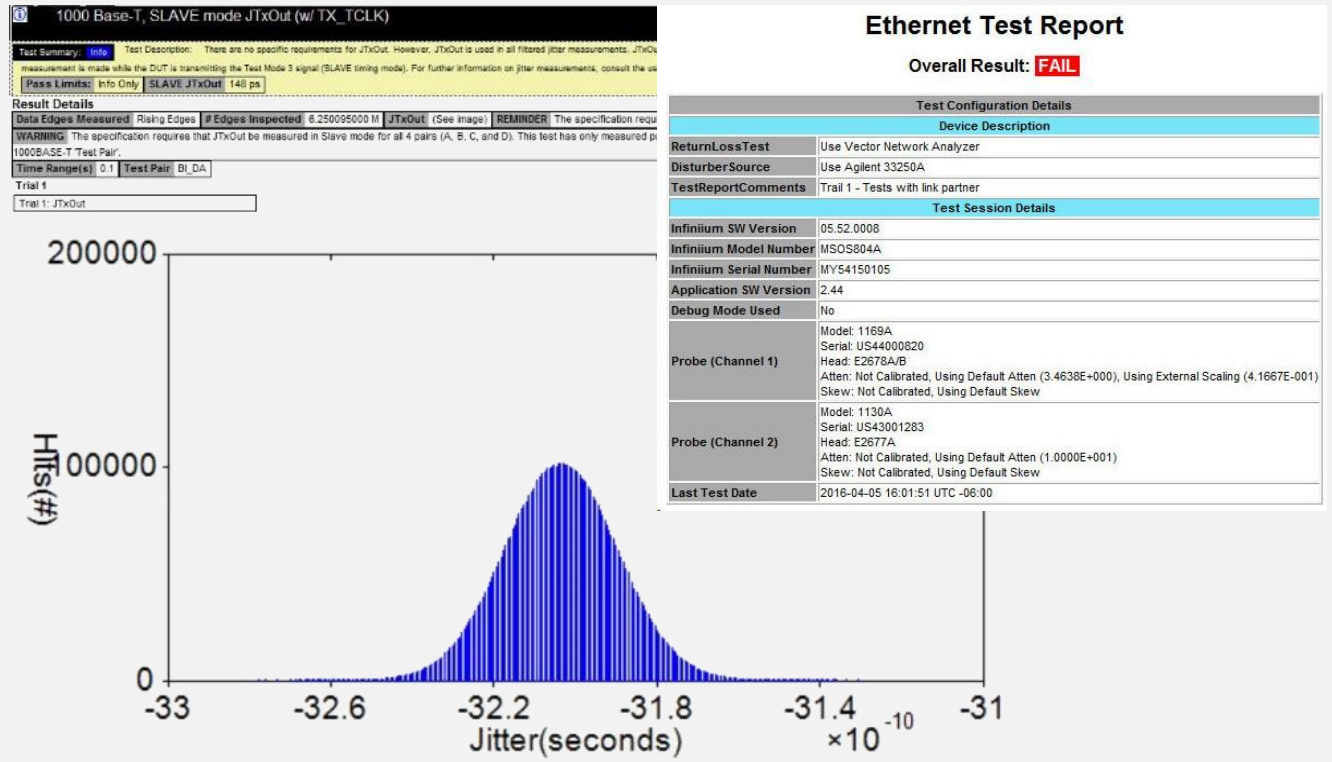 1000 Base-T, SLAVE mode JTxOut (w/ TX_TCLK)
Test Summary: Info Test Description: There are no specific requirements for JTxOut. However, JTxOut is used in all filtered jitter measurements.
measurement is made while the DUT is transmitting the Test Mode 3 signal (SLAVE timing mode). For further information on jitter measurements, consult the
Pass Limits: Info Only SLAVE JTxOut 148 ps
Result Details
Data Edges Measured Rising Edges # Edges Inspected 6.250095000 M JTxOut (See image) REMINDER The specification requ
WARNING The specification requires that JTxOut be measured in Slave mode for all 4 pairs (A, B, C, and D). This test has only measured p
1000BASE-T 'Test Pair'.
Time Range(s) 0.1 Test Pair BI_DA
Trial 1
Trial 1: JTxOut
200000
100000
0
Hits(#)
-33 -32.6 -32.2 -31.8 -31.4 -31
×10 -10
Jitter(seconds)
Ethernet Test Report
Overall Result: FAIL
Test Configuration Details
Device Description
ReturnLossTest Use Vector Network Analyzer
DisturberSource Use Agilent 33250A
TestReportComments Trail 1 - Tests with link partner
Test Session Details
Infiniium SW Version 05.52.0008
Infiniium Model Number MSOS804A
Infiniium Serial Number MY54150105
Application SW Version 2.44
Debug Mode Used No
Probe (Channel 1)
Model: 1169A
Serial: US44000820
Head: E2678A/B
Atten: Not Calibrated, Using Default Atten (3.4638E+000), Using External Scaling (4.1667E-001)
Skew: Not Calibrated, Using Default Skew
Probe (Channel 2)
Model: 1130A
Serial: US43001283
Head: E2677A
Atten: Not Calibrated, Using Default Atten (1.0000E+001)
Skew: Not Calibrated, Using Default Skew
Last Test Date 2016-04-05 16:01:51 UTC -06:00